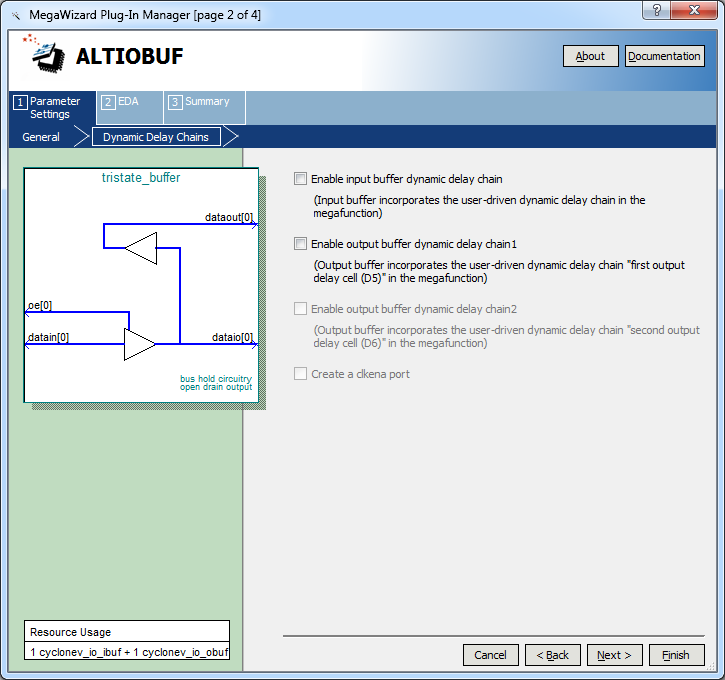 MegaWizard Plug-In Manager [page 2 of 4]
?
ALTIOBUF
About
Documentation
1 Parameter Settings
2 EDA
3 Summary
General
Dynamic Delay Chains
tristate_buffer
dataout[0]
oe[0]
datain[0]
dataio[0]
bus hold circuitry
open drain output
Enable input buffer dynamic delay chain
(Input buffer incorporates the user-driven dynamic delay chain in the
megafunction)
Enable output buffer dynamic delay chain1
(Output buffer incorporates the user-driven dynamic delay chain "first output
delay cell (D5)" in the megafunction)
Enable output buffer dynamic delay chain2
(Output buffer incorporates the user-driven dynamic delay chain "second output
delay cell (D6)" in the megafunction)
Create a clkena port
Resource Usage
1 cyclonev_io_ibuf + 1 cyclonev_io_obuf
Cancel
< Back
Next >
Finish